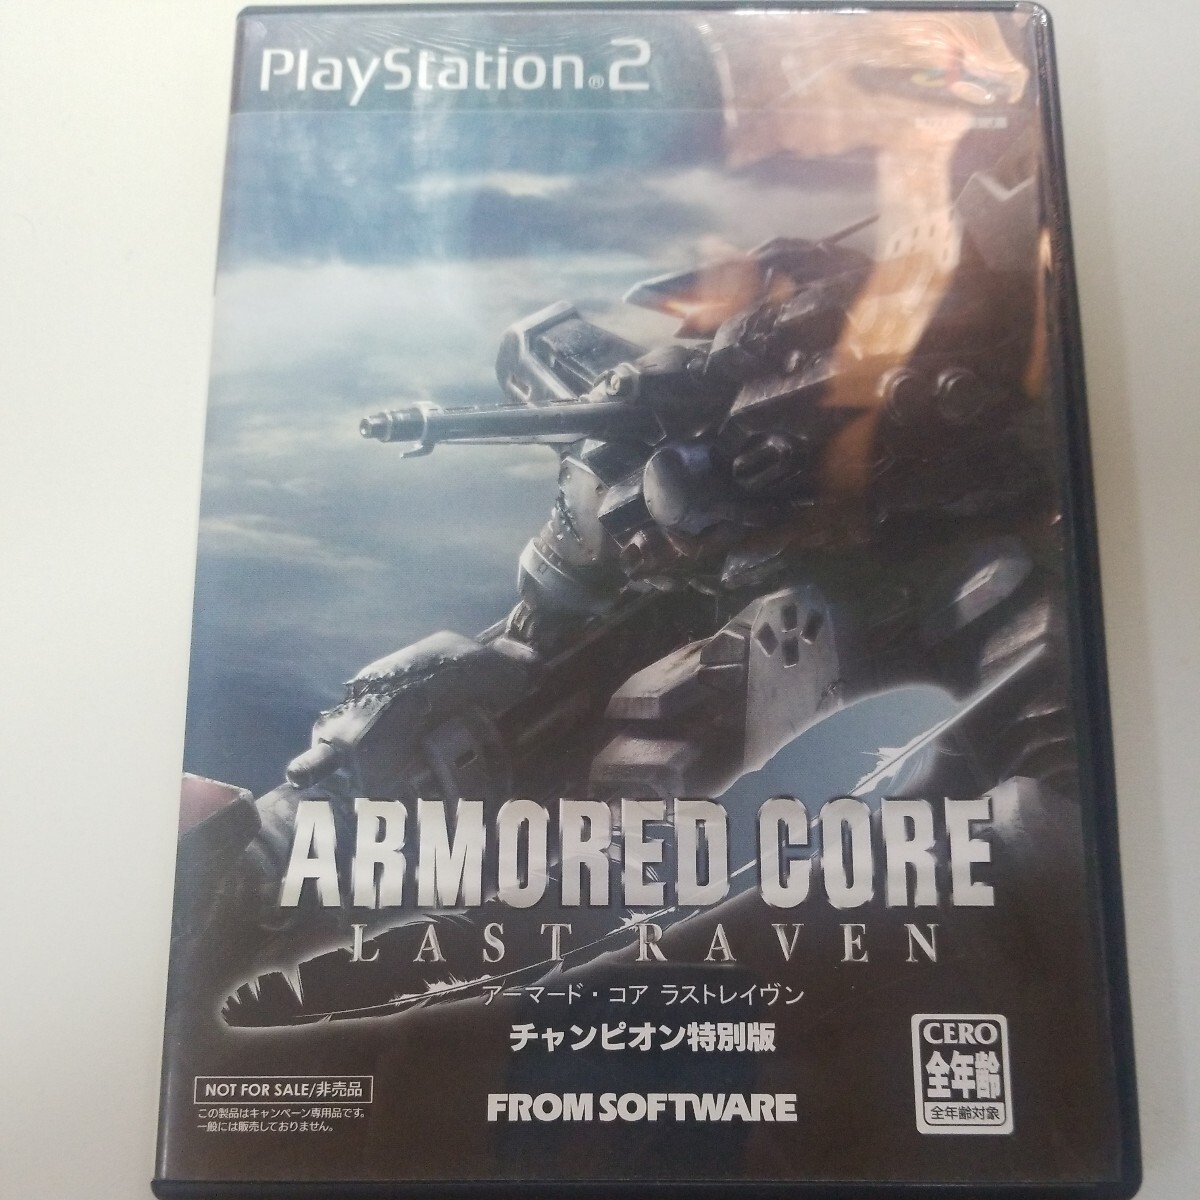 PlayStation®2
ARMORED CORE
LAST RAVEN
アーマード・コア ラストレイヴン
チャンピオン特別版
NOT FOR SALE/非売品
この製品はキャンペーン専用品です。
一般には販売しておりません。
FROM SOFTWARE
CERO
全年齢
全年齢対象